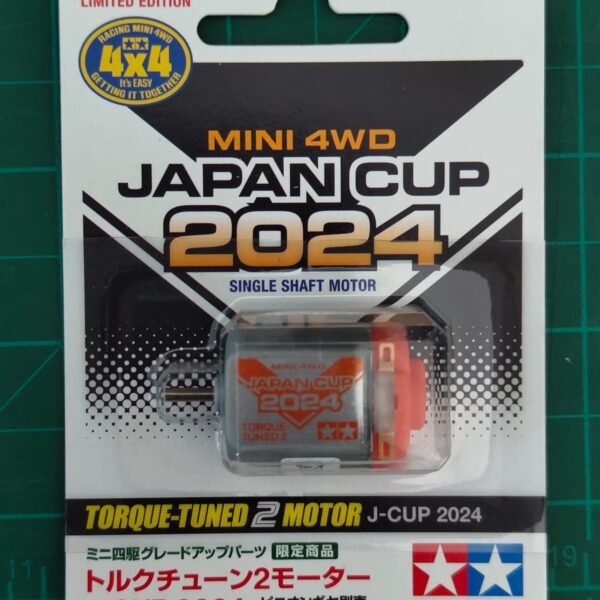 LIMITED EDITION
RACING MINI 4WD
4x4
It's EASY
GETTING IT TOGETHER
MINI 4WD
JAPAN CUP
2024
SINGLE SHAFT MOTOR
MINI 4WD
JAPAN CUP
2024
TORQUE-
TUNED 2
TORQUE-TUNED 2 MOTOR J-CUP 2024
ミニ四駆グレードアップパーツ 限定商品
トルクチューン2モーター
11
19